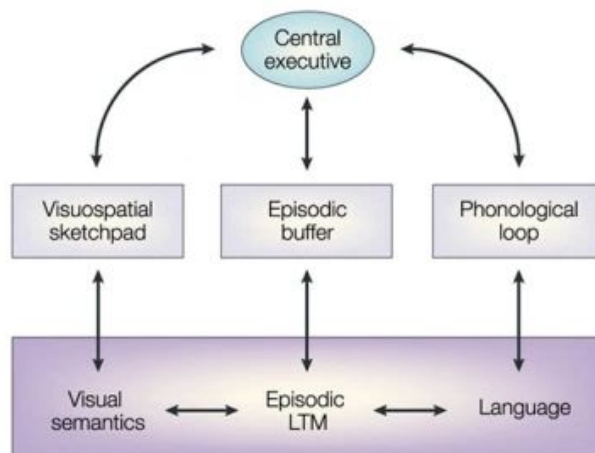 Central
executive
Visuospatial
sketchpad
Episodic
buffer
Phonological
loop
Visual
semantics
Episodic
LTM
Language